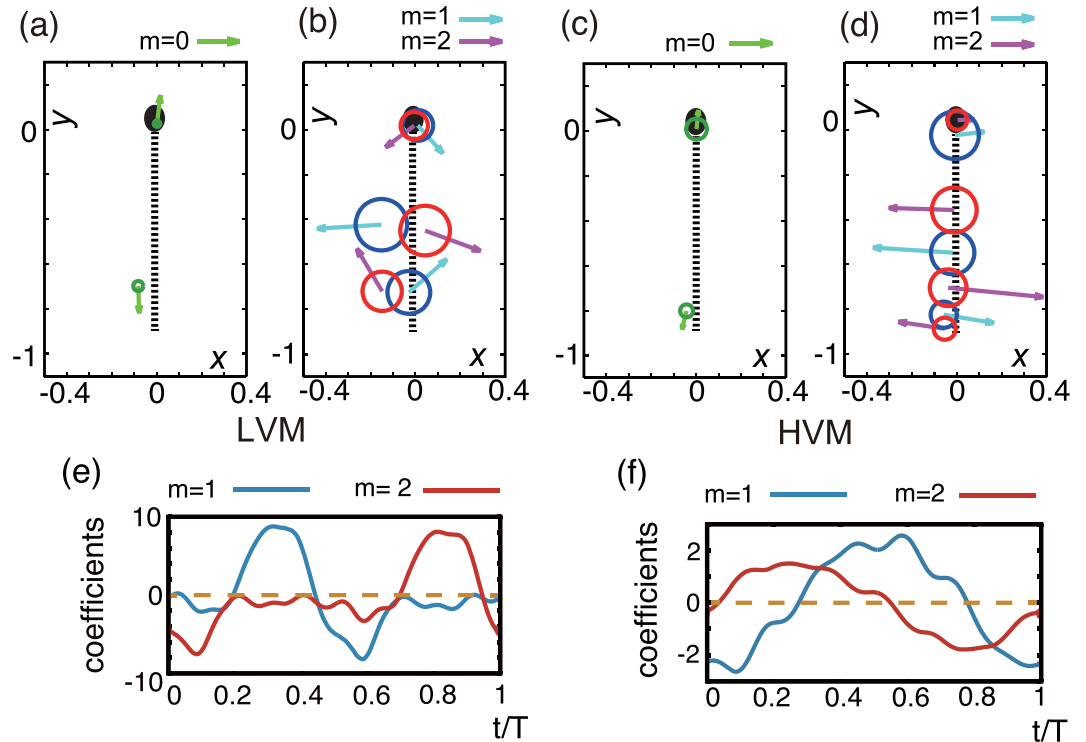 (a)
m=0
(b)
m=1
m=2
(c)
m=0
(d)
m=1
m=2
y
0
-1
x
-0.4 0 0.4
y
0
-1
x
-0.4 0 0.4
y
0
-1
x
-0.4 0 0.4
y
0
-1
x
-0.4 0 0.4
LVM
HVM
(e)
m=1 m= 2
coefficients
10
0
-10
0 0.2 0.4 0.6 0.8 1
t/T
(f)
m=1 m=2
coefficients
2
0
-2
0 0.2 0.4 0.6 0.8 1
t/T